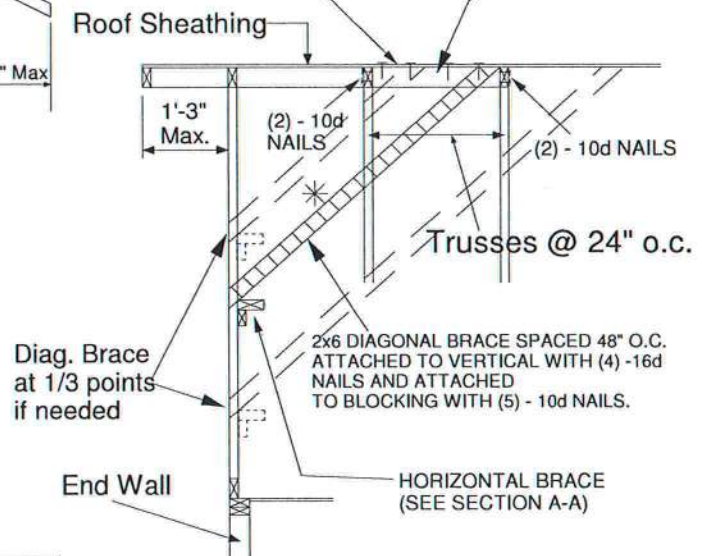 Roof Sheathing
" Max
1'-3"
Max.
(2) - 10d
NAILS
(2) - 10d NAILS
Trusses @ 24" o.c.
2x6 DIAGONAL BRACE SPACED 48" O.C.
ATTACHED TO VERTICAL WITH (4) -16d
NAILS AND ATTACHED
TO BLOCKING WITH (5) - 10d NAILS.
Diag. Brace
at 1/3 points
if needed
End Wall
HORIZONTAL BRACE
(SEE SECTION A-A)